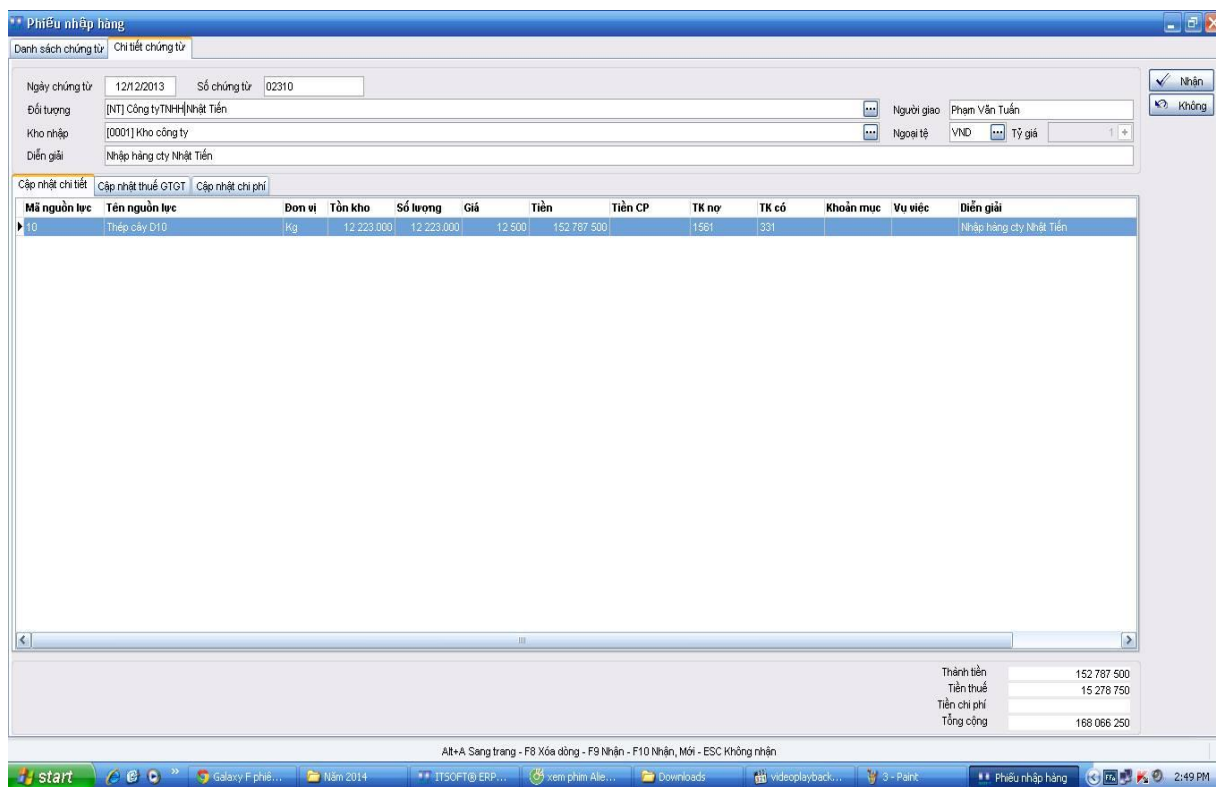 Phiếu nhập hàng
Danh sách chứng từ Chi tiết chứng từ
Ngày chứng từ 12/12/2013 Số chứng từ 02310
Nhận
Đối tượng [NT] Công tyTNHH Nhật Tiến ... Người giao Phạm Văn Tuấn
Không
Kho nhập [0001] Kho công ty ... Ngoại tệ VND ... Tỷ giá 1 +
Diễn giải Nhập hàng cty Nhật Tiến
Cập nhật chi tiết Cập nhật thuế GTGT Cập nhật chi phí
Mã nguồn lực Tên nguồn lực Đơn vị Tồn kho Số lượng Giá Tiền Tiền CP TK nợ TK có Khoản mục Vụ việc Diễn giải
10 Thép cây D10 Kg 12 223.000 12 223.000 12 500 152 787 500 1561 331 Nhập hàng cty Nhật Tiến
Thành tiền 152 787 500
Tiền thuế 15 278 750
Tiền chi phí
Tổng cộng 168 066 250
Alt+A Sang trang - F8 Xóa dòng - F9 Nhận - F10 Nhận, Mới - ESC Không nhận
start » Galaxy F phiê... Năm 2014 ITSOFT® ERP... xem phim Alie... Downloads videoplayback... 3 - Paint Phiếu nhập hàng 2:49 PM